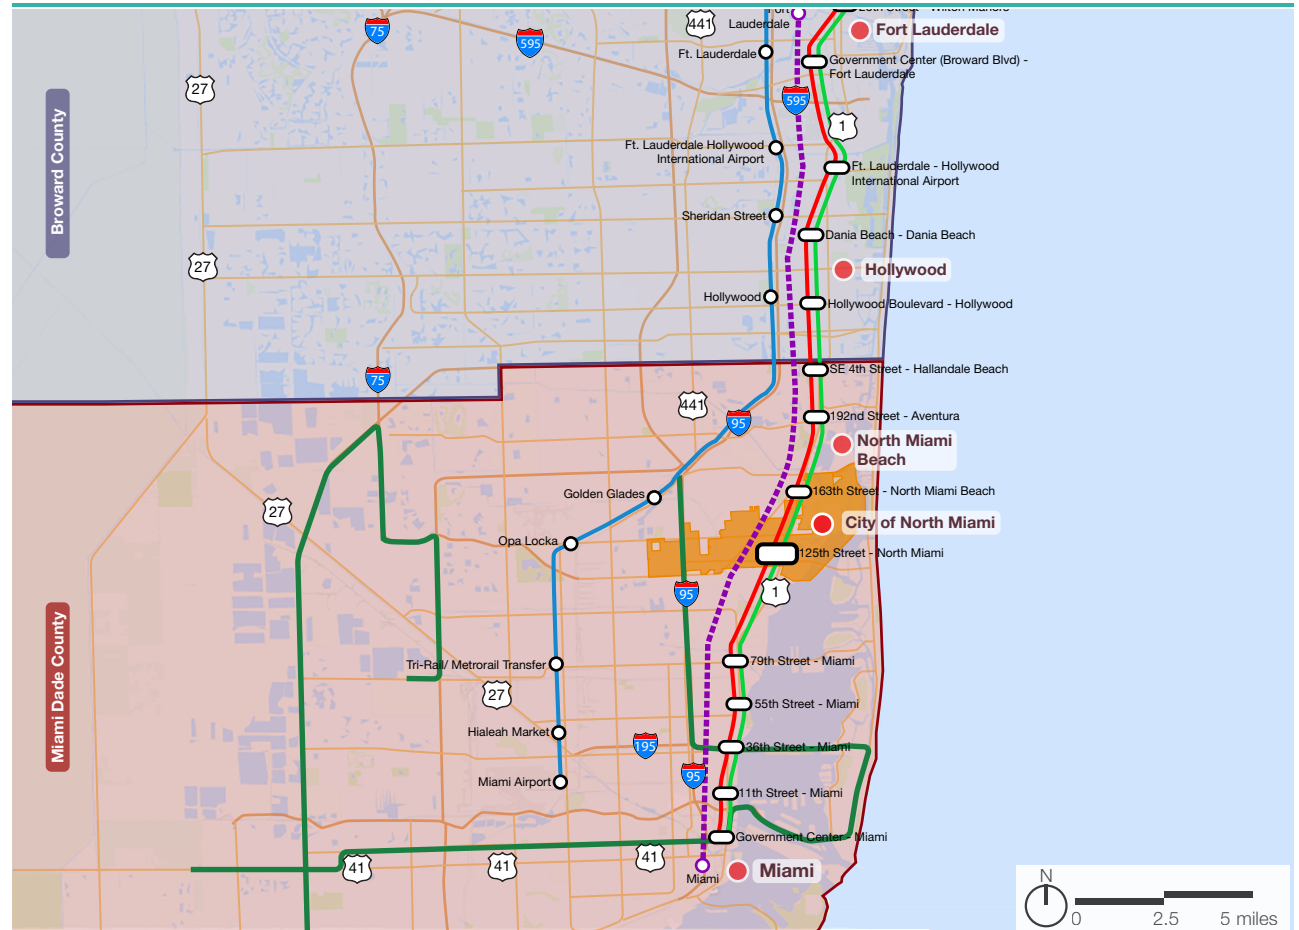 Fort
Lauderdale
26th Street - Wilton Manors
441
75
595
Fort Lauderdale
Ft. Lauderdale
Government Center (Broward Blvd) -
Fort Lauderdale
27
595
1
Broward County
Ft. Lauderdale Hollywood
International Airport
Ft. Lauderdale - Hollywood
International Airport
Sheridan Street
Dania Beach - Dania Beach
27
Hollywood
Hollywood
Hollywood Boulevard - Hollywood
SE 4th Street - Hallandale Beach
75
441
95
192nd Street - Aventura
North Miami
Beach
Golden Glades
163th Street - North Miami Beach
27
City of North Miami
Opa Locka
125th Street - North Miami
95
1
Miami Dade County
Tri-Rail/ Metrorail Transfer
79th Street - Miami
27
55th Street - Miami
Hialeah Market
195
36th Street - Miami
95
Miami Airport
11th Street - Miami
Government Center - Miami
41
41
41
Miami
Miami
N
0
2.5
5 miles